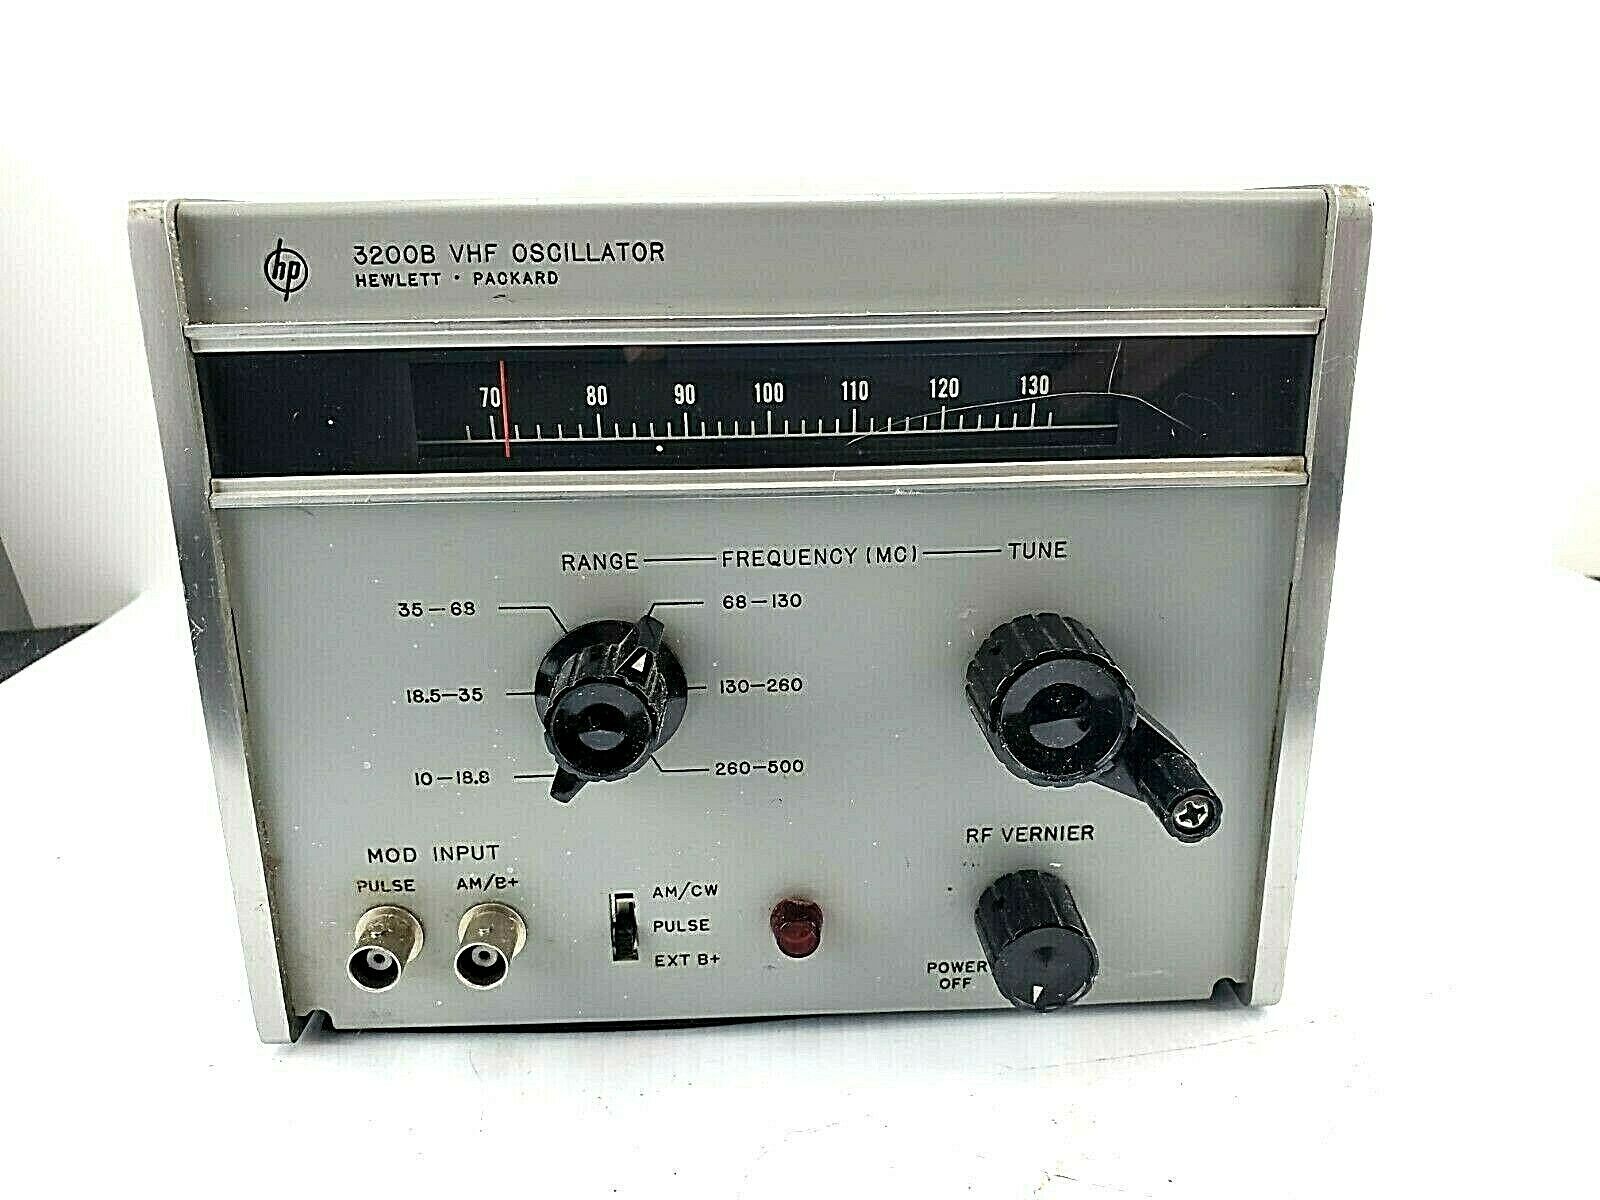 hp
3200B VHF OSCILLATOR
HEWLETT · PACKARD
70 80 90 100 110 120 130
RANGE — FREQUENCY (MC) — TUNE
35–68 68–130
18.5–35 130–260
10–18.8 260–500
RF VERNIER
MOD INPUT
PULSE AM/B+
AM/CW
PULSE
EXT B+
POWER
OFF